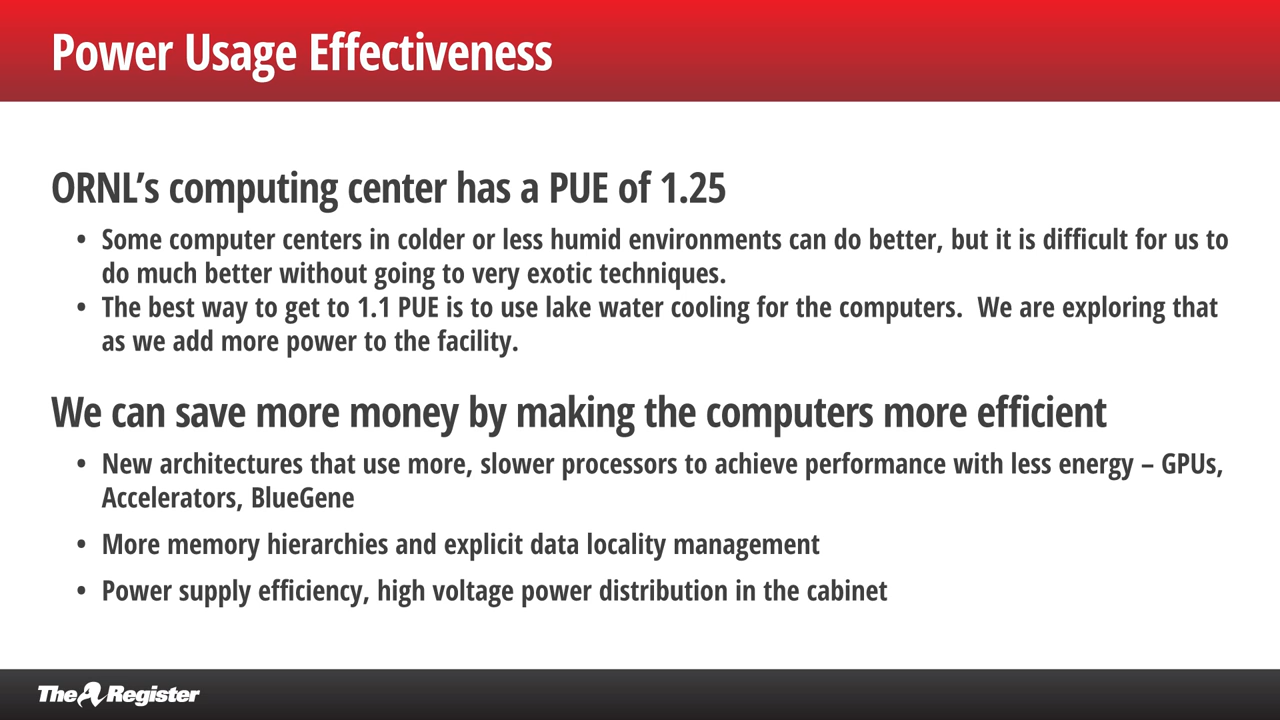 Power Usage Effectiveness
ORNL’s computing center has a PUE of 1.25
• Some computer centers in colder or less humid environments can do better, but it is difficult for us to
do much better without going to very exotic techniques.
• The best way to get to 1.1 PUE is to use lake water cooling for the computers.  We are exploring that
as we add more power to the facility.
We can save more money by making the computers more efficient
• New architectures that use more, slower processors to achieve performance with less energy – GPUs,
Accelerators, BlueGene
• More memory hierarchies and explicit data locality management
• Power supply efficiency, high voltage power distribution in the cabinet
The Register